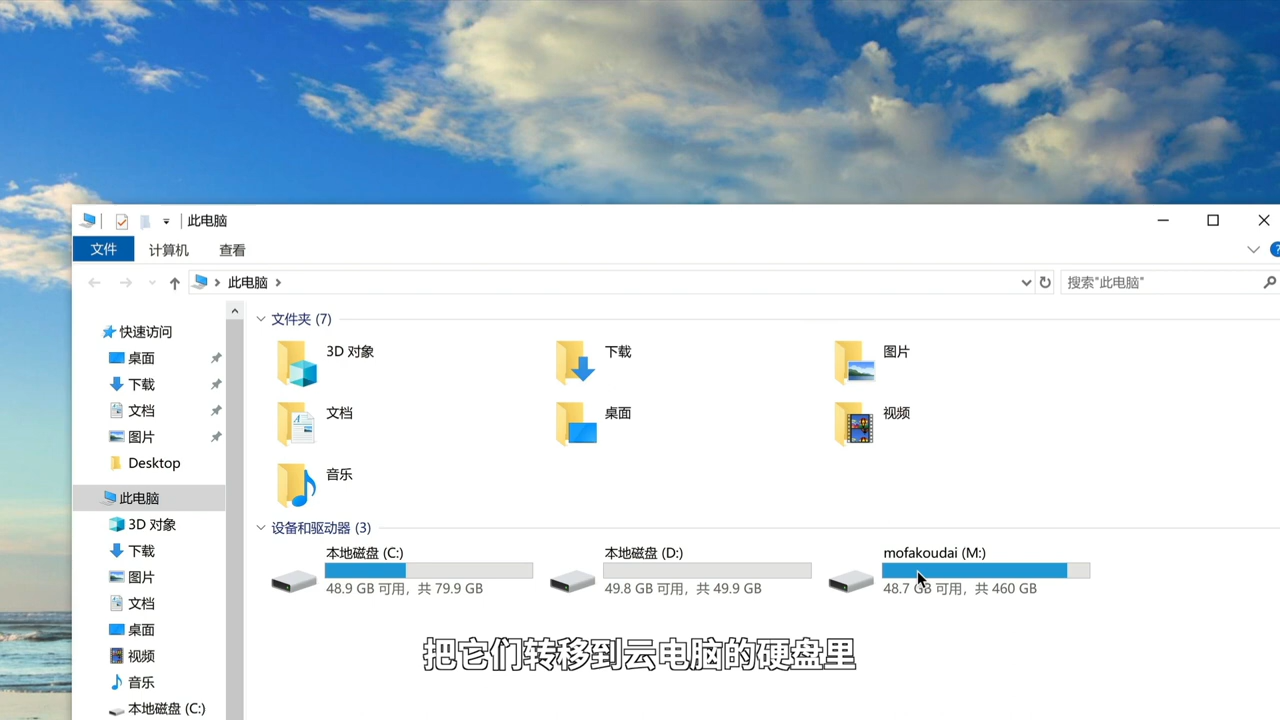 此电脑
文件 计算机 查看
此电脑 搜索"此电脑"
快速访问
桌面
下载
文档
图片
Desktop
此电脑
3D 对象
下载
图片
文档
桌面
视频
音乐
本地磁盘 (C:)
文件夹 (7)
3D 对象 下载 图片
文档 桌面 视频
音乐
设备和驱动器 (3)
本地磁盘 (C:) 本地磁盘 (D:) mofakoudai (M:)
48.9 GB 可用，共 79.9 GB 49.8 GB 可用，共 49.9 GB 48.7 GB 可用，共 460 GB
把它们转移到云电脑的硬盘里